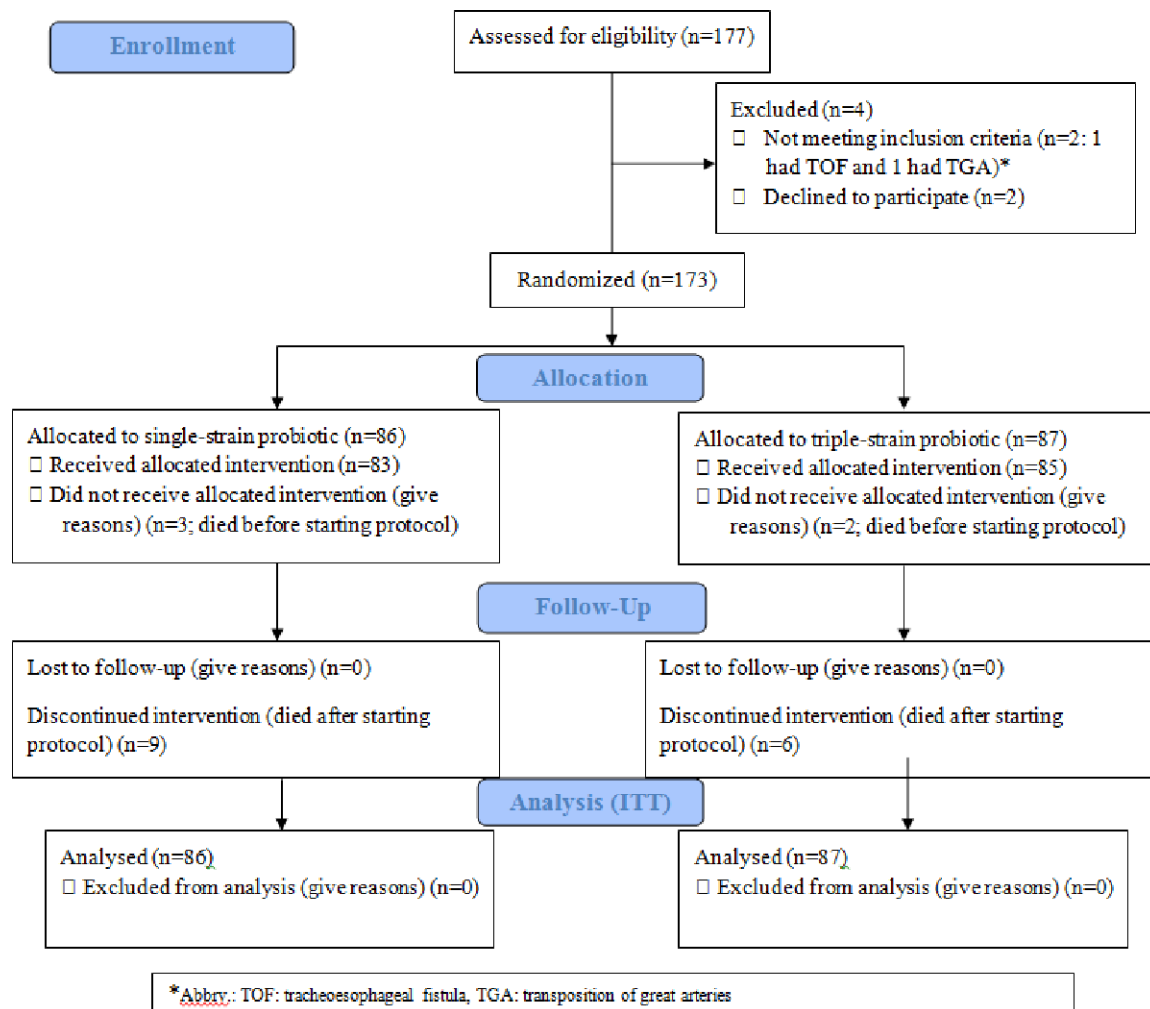 Enrollment
Assessed for eligibility (n=177)
Excluded (n=4)
□ Not meeting inclusion criteria (n=2: 1
had TOF and 1 had TGA)*
□ Declined to participate (n=2)
Randomized (n=173)
Allocation
Allocated to single-strain probiotic (n=86)
□ Received allocated intervention (n=83)
□ Did not receive allocated intervention (give
reasons) (n=3; died before starting protocol)
Allocated to triple-strain probiotic (n=87)
□ Received allocated intervention (n=85)
□ Did not receive allocated intervention (give
reasons) (n=2; died before starting protocol)
Follow-Up
Lost to follow-up (give reasons) (n=0)
Discontinued intervention (died after starting
protocol) (n=9)
Lost to follow-up (give reasons) (n=0)
Discontinued intervention (died after starting
protocol) (n=6)
Analysis (ITT)
Analysed (n=86)
□ Excluded from analysis (give reasons) (n=0)
Analysed (n=87)
□ Excluded from analysis (give reasons) (n=0)
*Abbry.: TOF: tracheoesophageal fistula, TGA: transposition of great arteries